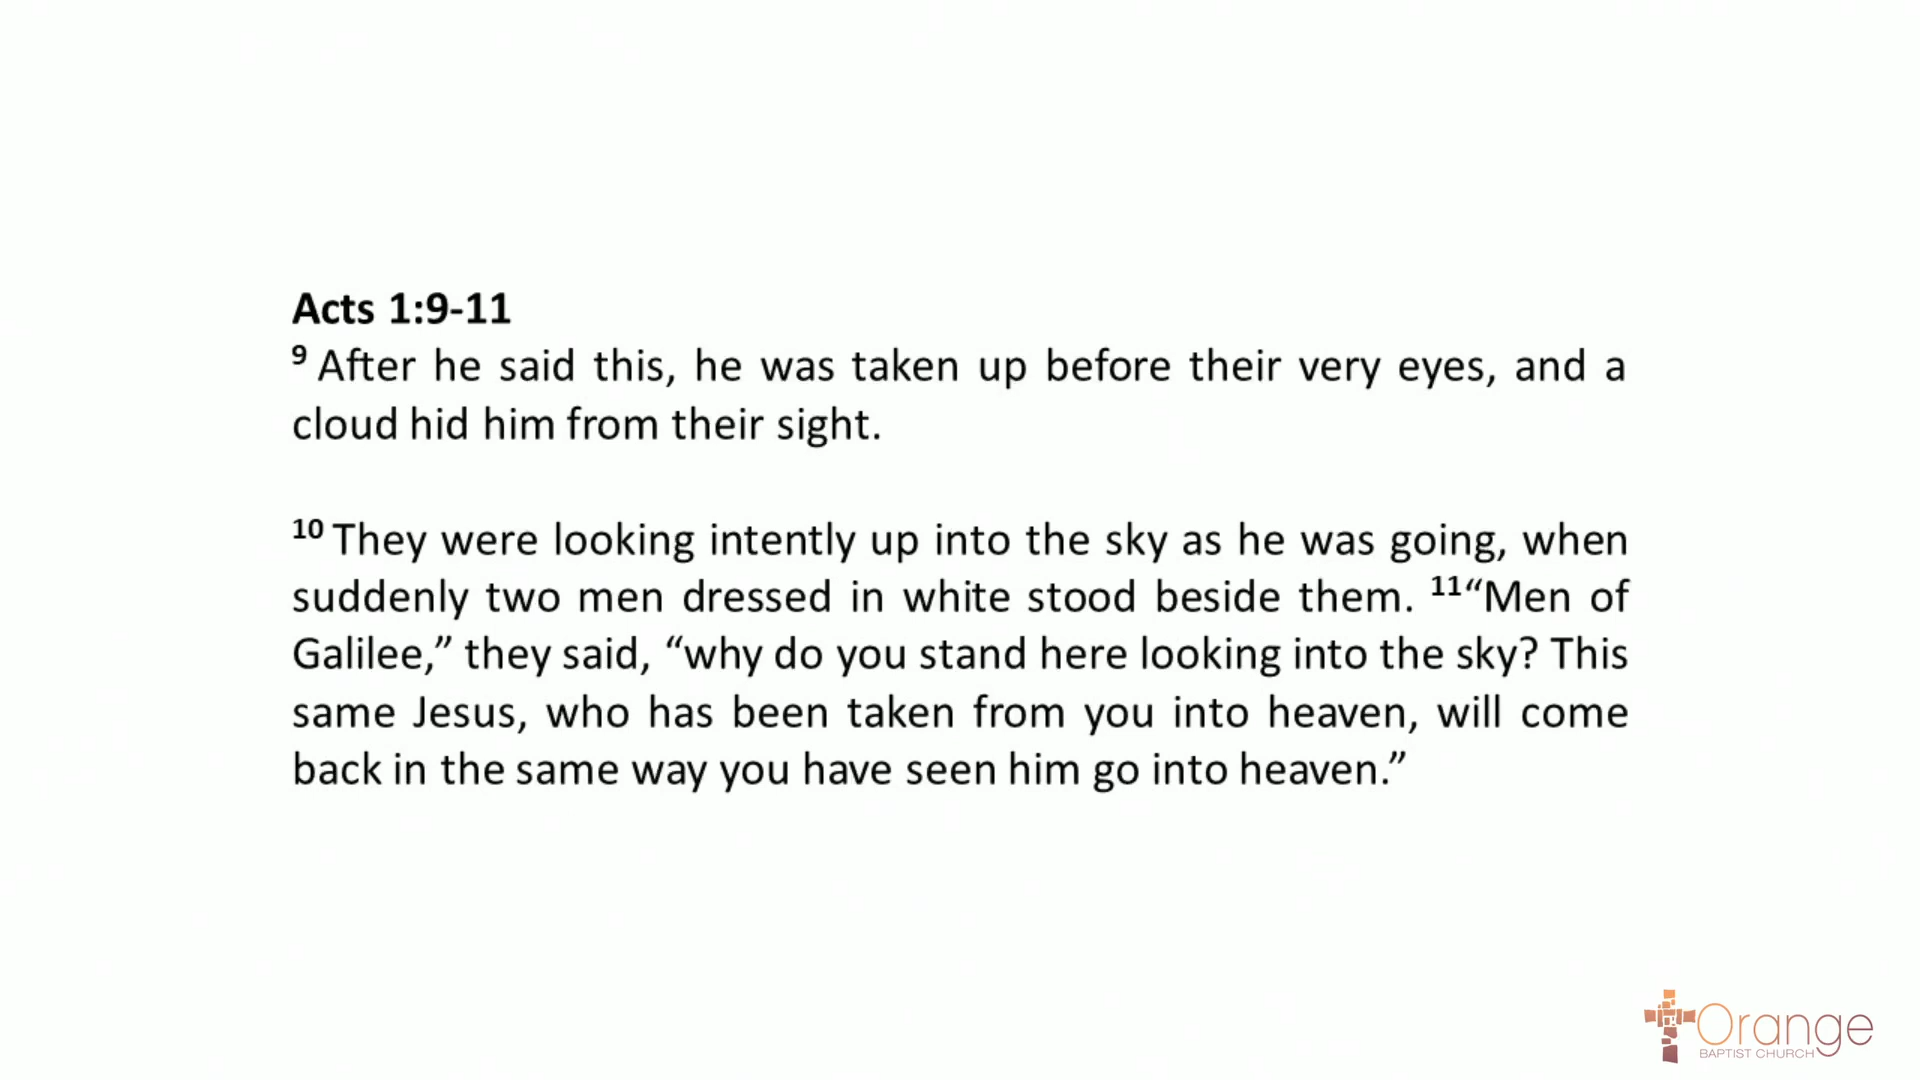 Acts 1:9-11
9 After he said this, he was taken up before their very eyes, and a
cloud hid him from their sight.
10 They were looking intently up into the sky as he was going, when
suddenly two men dressed in white stood beside them. 11“Men of
Galilee,” they said, “why do you stand here looking into the sky? This
same Jesus, who has been taken from you into heaven, will come
back in the same way you have seen him go into heaven.”
Orange
BAPTIST CHURCH